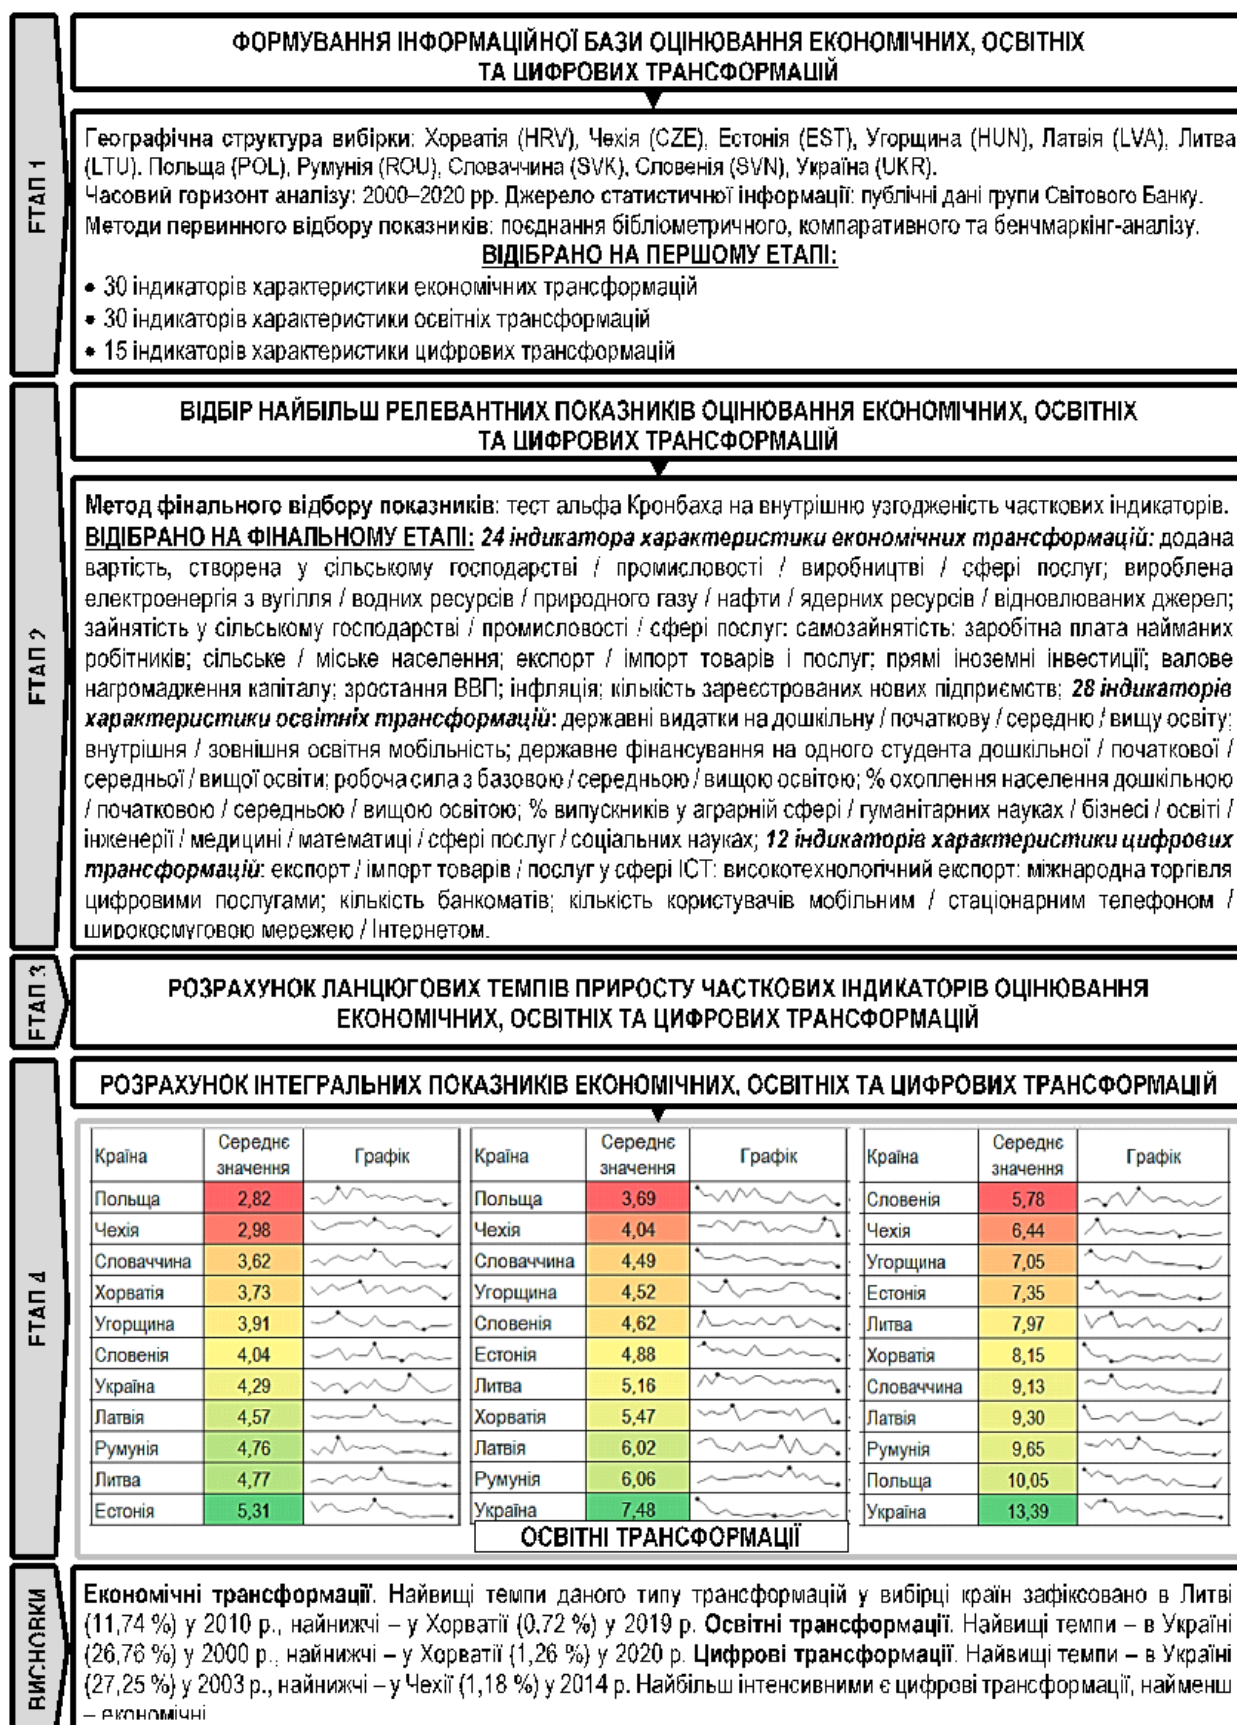 ЕТАП 1
ФОРМУВАННЯ ІНФОРМАЦІЙНОЇ БАЗИ ОЦІНЮВАННЯ ЕКОНОМІЧНИХ, ОСВІТНІХ
ТА ЦИФРОВИХ ТРАНСФОРМАЦІЙ
Географічна структура вибірки: Хорватія (HRV), Чехія (CZE), Естонія (EST), Угорщина (HUN), Латвія (LVA), Литва
(LTU), Польща (POL), Румунія (ROU), Словаччина (SVK), Словенія (SVN), Україна (UKR).
Часовий горизонт аналізу: 2000–2020 рр. Джерело статистичної інформації: публічні дані групи Світового Банку.
Методи первинного відбору показників: поєднання бібліометричного, компаративного та бенчмаркінг-аналізу.
ВІДІБРАНО НА ПЕРШОМУ ЕТАПІ:
• 30 індикаторів характеристики економічних трансформацій
• 30 індикаторів характеристики освітніх трансформацій
• 15 індикаторів характеристики цифрових трансформацій
ЕТАП 2
ВІДБІР НАЙБІЛЬШ РЕЛЕВАНТНИХ ПОКАЗНИКІВ ОЦІНЮВАННЯ ЕКОНОМІЧНИХ, ОСВІТНІХ
ТА ЦИФРОВИХ ТРАНСФОРМАЦІЙ
Метод фінального відбору показників: тест альфа Кронбаха на внутрішню узгодженість часткових індикаторів.
ВІДІБРАНО НА ФІНАЛЬНОМУ ЕТАПІ: 24 індикатора характеристики економічних трансформацій: додана
вартість, створена у сільському господарстві / промисловості / виробництві / сфері послуг; вироблена
електроенергія з вугілля / водних ресурсів / природного газу / нафти / ядерних ресурсів / відновлюваних джерел;
зайнятість у сільському господарстві / промисловості / сфері послуг; самозайнятість; заробітна плата найманих
робітників; сільське / міське населення; експорт / імпорт товарів і послуг; прямі іноземні інвестиції; валове
нагромадження капіталу; зростання ВВП; інфляція; кількість зареєстрованих нових підприємств; 28 індикаторів
характеристики освітніх трансформацій: державні видатки на дошкільну / початкову / середню / вищу освіту;
внутрішня / зовнішня освітня мобільність; державне фінансування на одного студента дошкільної / початкової /
середньої / вищої освіти; робоча сила з базовою / середньою / вищою освітою; % охоплення населення дошкільною
/ початковою / середньою / вищою освітою; % випускників у аграрній сфері / гуманітарних науках / бізнесі / освіті /
інженерії / медицині / математиці / сфері послуг / соціальних науках; 12 індикаторів характеристики цифрових
трансформацій: експорт / імпорт товарів / послуг у сфері ICT; високотехнологічний експорт; міжнародна торгівля
цифровими послугами; кількість банкоматів; кількість користувачів мобільним / стаціонарним телефоном /
широкосмуговою мережею / Інтернетом.
ЕТАП 3
РОЗРАХУНОК ЛАНЦЮГОВИХ ТЕМПІВ ПРИРОСТУ ЧАСТКОВИХ ІНДИКАТОРІВ ОЦІНЮВАННЯ
ЕКОНОМІЧНИХ, ОСВІТНІХ ТА ЦИФРОВИХ ТРАНСФОРМАЦІЙ
ЕТАП 4
РОЗРАХУНОК ІНТЕГРАЛЬНИХ ПОКАЗНИКІВ ЕКОНОМІЧНИХ, ОСВІТНІХ ТА ЦИФРОВИХ ТРАНСФОРМАЦІЙ
Країна Середнє значення Графік
Польща 2,82
Чехія 2,98
Словаччина 3,62
Хорватія 3,73
Угорщина 3,91
Словенія 4,04
Україна 4,29
Латвія 4,57
Румунія 4,76
Литва 4,77
Естонія 5,31
Країна Середнє значення Графік
Польща 3,69
Чехія 4,04
Словаччина 4,49
Угорщина 4,52
Словенія 4,62
Естонія 4,88
Литва 5,16
Хорватія 5,47
Латвія 6,02
Румунія 6,06
Україна 7,48
ОСВІТНІ ТРАНСФОРМАЦІЇ
Країна Середнє значення Графік
Словенія 5,78
Чехія 6,44
Угорщина 7,05
Естонія 7,35
Литва 7,97
Хорватія 8,15
Словаччина 9,13
Латвія 9,30
Румунія 9,65
Польща 10,05
Україна 13,39
ВИСНОВКИ
Економічні трансформації. Найвищі темпи даного типу трансформацій у вибірці країн зафіксовано в Литві
(11,74 %) у 2010 р., найнижчі – у Хорватії (0,72 %) у 2019 р. Освітні трансформації. Найвищі темпи – в Україні
(26,76 %) у 2000 р., найнижчі – у Хорватії (1,26 %) у 2020 р. Цифрові трансформації. Найвищі темпи – в Україні
(27,25 %) у 2003 р., найнижчі – у Чехії (1,18 %) у 2014 р. Найбільш інтенсивними є цифрові трансформації, найменш
– економічні